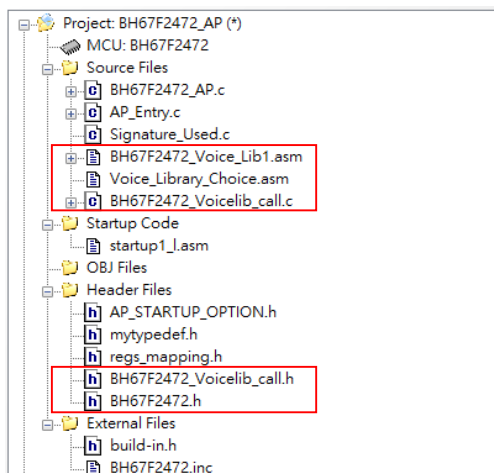 Project: BH67F2472_AP (*)
MCU: BH67F2472
Source Files
c BH67F2472_AP.c
c AP_Entry.c
c Signature_Used.c
BH67F2472_Voice_Lib1.asm
Voice_Library_Choice.asm
c BH67F2472_Voicelib_call.c
Startup Code
startup1_l.asm
OBJ Files
Header Files
h AP_STARTUP_OPTION.h
h mytypedef.h
h regs_mapping.h
h BH67F2472_Voicelib_call.h
h BH67F2472.h
External Files
h build-in.h
BH67F2472.inc